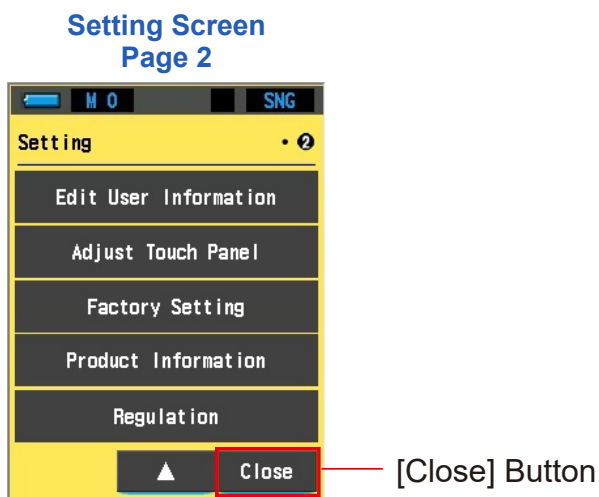 Setting Screen
Page 2
M 0 SNG
Setting • ❷
Edit User Information
Adjust Touch Panel
Factory Setting
Product Information
Regulation
▲ Close
[Close] Button